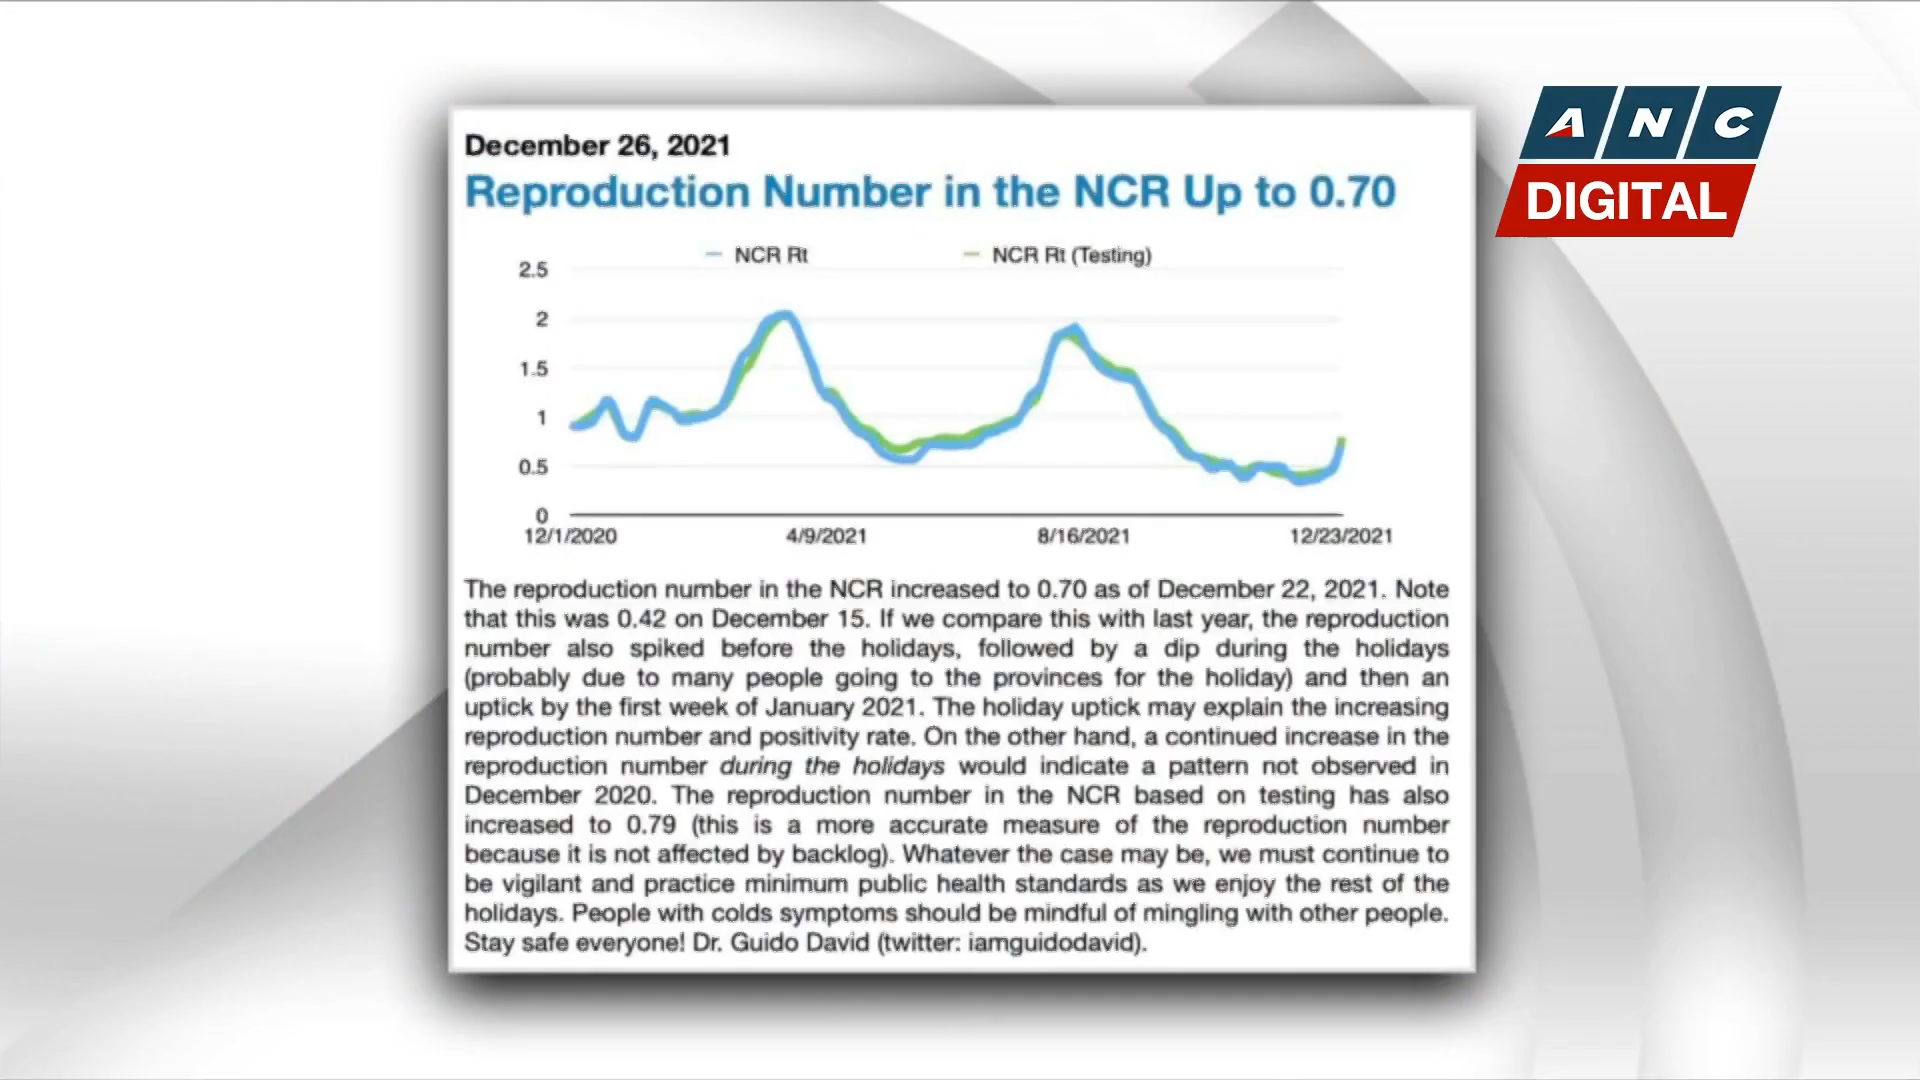 December 26, 2021
Reproduction Number in the NCR Up to 0.70
ANC
DIGITAL
NCR Rt NCR Rt (Testing)
2.5
2
1.5
1
0.5
0
12/1/2020 4/9/2021 8/16/2021 12/23/2021
The reproduction number in the NCR increased to 0.70 as of December 22, 2021. Note
that this was 0.42 on December 15. If we compare this with last year, the reproduction
number also spiked before the holidays, followed by a dip during the holidays
(probably due to many people going to the provinces for the holiday) and then an
uptick by the first week of January 2021. The holiday uptick may explain the increasing
reproduction number and positivity rate. On the other hand, a continued increase in the
reproduction number during the holidays would indicate a pattern not observed in
December 2020. The reproduction number in the NCR based on testing has also
increased to 0.79 (this is a more accurate measure of the reproduction number
because it is not affected by backlog). Whatever the case may be, we must continue to
be vigilant and practice minimum public health standards as we enjoy the rest of the
holidays. People with colds symptoms should be mindful of mingling with other people.
Stay safe everyone! Dr. Guido David (twitter: iamguidodavid).